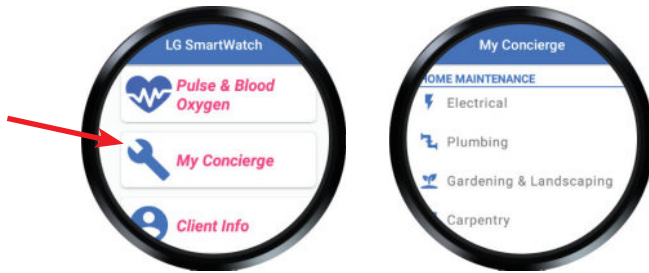 LG SmartWatch
Pulse & Blood
Oxygen
My Concierge
Client Info
My Concierge
HOME MAINTENANCE
Electrical
Plumbing
Gardening & Landscaping
Carpentry